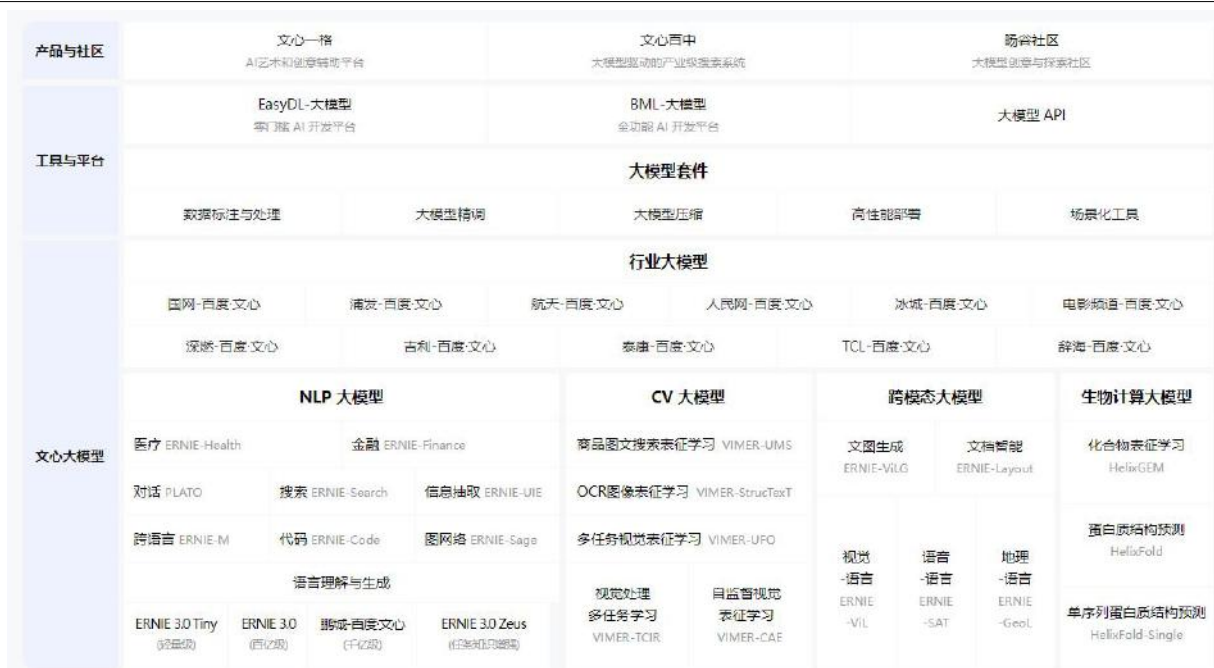 产品与社区
文心一格
AI艺术和创意辅助平台
文心百中
大模型驱动的产业级搜索系统
旸谷社区
大模型创意与探索社区
工具与平台
EasyDL-大模型
零门槛 AI 开发平台
BML-大模型
全功能 AI 开发平台
大模型 API
大模型套件
数据标注与处理
大模型精调
大模型压缩
高性能部署
场景化工具
文心大模型
行业大模型
国网-百度·文心
浦发-百度·文心
航天-百度·文心
人民网-百度·文心
冰城-百度·文心
电影频道-百度·文心
深燃-百度·文心
吉利-百度·文心
泰康-百度·文心
TCL-百度·文心
辞海-百度·文心
NLP 大模型
医疗 ERNIE-Health
金融 ERNIE-Finance
对话 PLATO
搜索 ERNIE-Search
信息抽取 ERNIE-UIE
跨语言 ERNIE-M
代码 ERNIE-Code
图网络 ERNIE-Sage
语言理解与生成
ERNIE 3.0 Tiny
(轻量级)
ERNIE 3.0
(百亿级)
鹏城-百度·文心
(千亿级)
ERNIE 3.0 Zeus
(任务知识增强)
CV 大模型
商品图文搜索表征学习 VIMER-UMS
OCR图像表征学习 VIMER-StrucTexT
多任务视觉表征学习 VIMER-UFO
视觉处理
多任务学习
VIMER-TCIR
自监督视觉
表征学习
VIMER-CAE
跨模态大模型
文图生成
ERNIE-ViLG
文档智能
ERNIE-Layout
视觉
-语言
ERNIE
-ViL
语音
-语言
ERNIE
-SAT
地理
-语言
ERNIE
-GeoL
生物计算大模型
化合物表征学习
HelixGEM
蛋白质结构预测
HelixFold
单序列蛋白质结构预测
HelixFold-Single